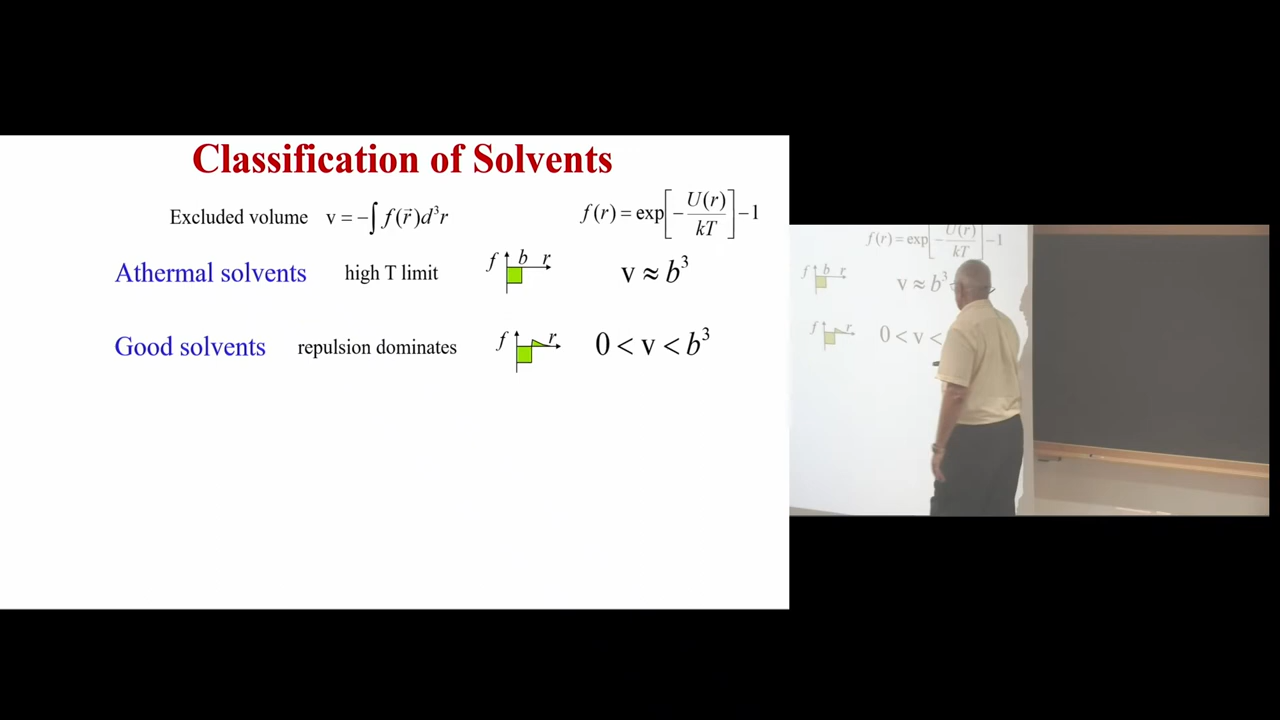 Classification of Solvents
Excluded volume v = -∫ f(r⃗)d³r f(r) = exp[-U(r)/kT] -1
Athermal solvents high T limit f b r v ≈ b³
Good solvents repulsion dominates f r 0 < v < b³
f(r) = exp[-U(r)/kT] -1
f b r v ≈ b³
f r 0 < v <